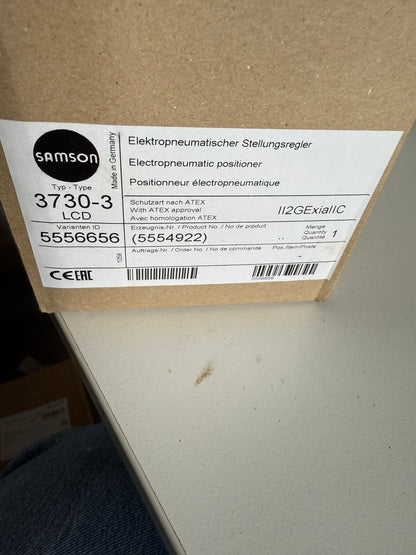 SAMSON
Made in Germany
Typ - Type
3730-3
LCD
Varianten ID
5556656
Elektropneumatischer Stellungsregler
Electropneumatic positioner
Positionneur électropneumatique
Schutzart nach ATEX
With ATEX approval
Avec homologation ATEX
II2GExiaIIC
Erzeugnis-Nr. / Product No. / No de produit
(5554922)
..
Menge
Quantity
Quantité
1
Auftrags-Nr. / Order No. / No de commande
Pos./Item/Poste
-
CE EAC
1056
5556656